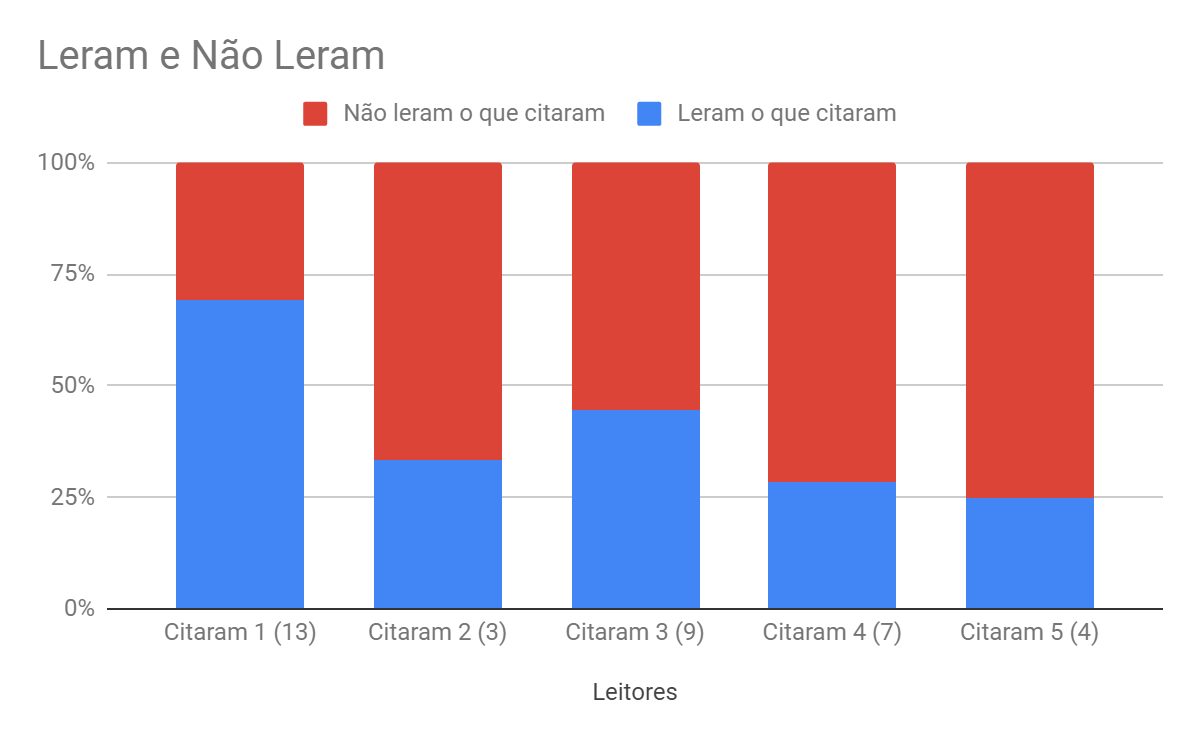 Leram e Não Leram
Não leram o que citaram Leram o que citaram
100%
75%
50%
25%
0%
Citaram 1 (13) Citaram 2 (3) Citaram 3 (9) Citaram 4 (7) Citaram 5 (4)
Leitores